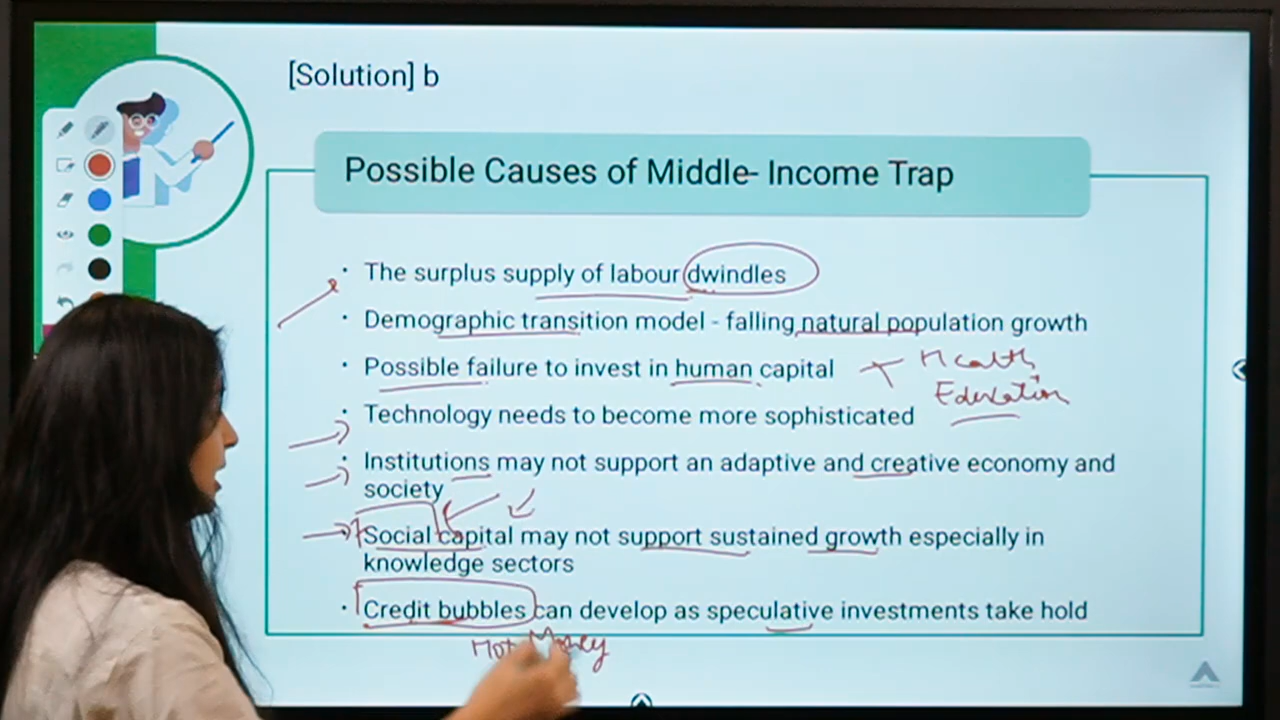 [Solution] b
Possible Causes of Middle- Income Trap
· The surplus supply of labour dwindles
· Demographic transition model - falling natural population growth
· Possible failure to invest in human capital
Health
Education
· Technology needs to become more sophisticated
· Institutions may not support an adaptive and creative economy and
society
· Social capital may not support sustained growth especially in
knowledge sectors
· Credit bubbles can develop as speculative investments take hold
Hot Money